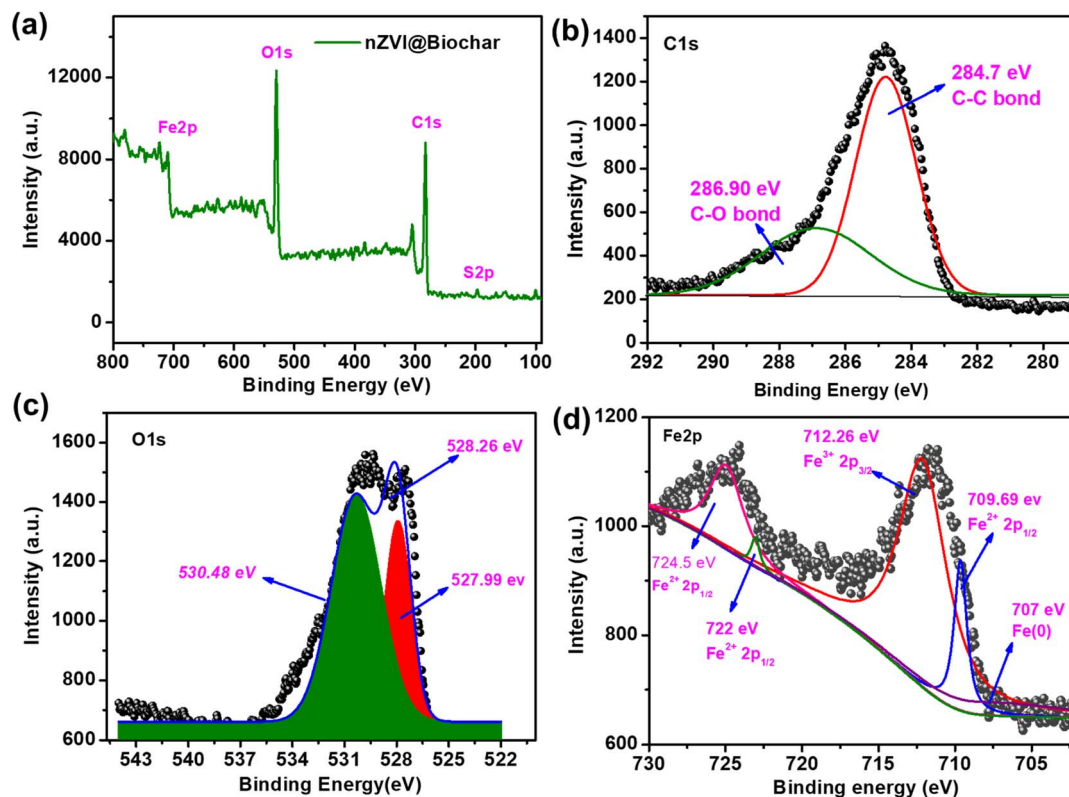 (a)
nZVI@Biochar
O1s
C1s
Fe2p
S2p
12000
8000
4000
0
Intensity (a.u.)
800 700 600 500 400 300 200 100
Binding Energy (eV)
(b)
C1s
284.7 eV
C-C bond
286.90 eV
C-O bond
1400
1200
1000
800
600
400
200
0
Intensity (a.u.)
292 290 288 286 284 282 280
Binding Energy (eV)
(c)
O1s
528.26 eV
530.48 eV
527.99 ev
1600
1400
1200
1000
800
600
Intensity (a.u.)
543 540 537 534 531 528 525 522
Binding Energy(eV)
(d)
Fe2p
712.26 eV
Fe³⁺ 2p₃/₂
709.69 ev
Fe²⁺ 2p₁/₂
724.5 eV
Fe²⁺ 2p₁/₂
722 eV
Fe²⁺ 2p₁/₂
707 eV
Fe(0)
1200
1000
800
600
Intensity (a.u.)
730 725 720 715 710 705
Binding energy (eV)